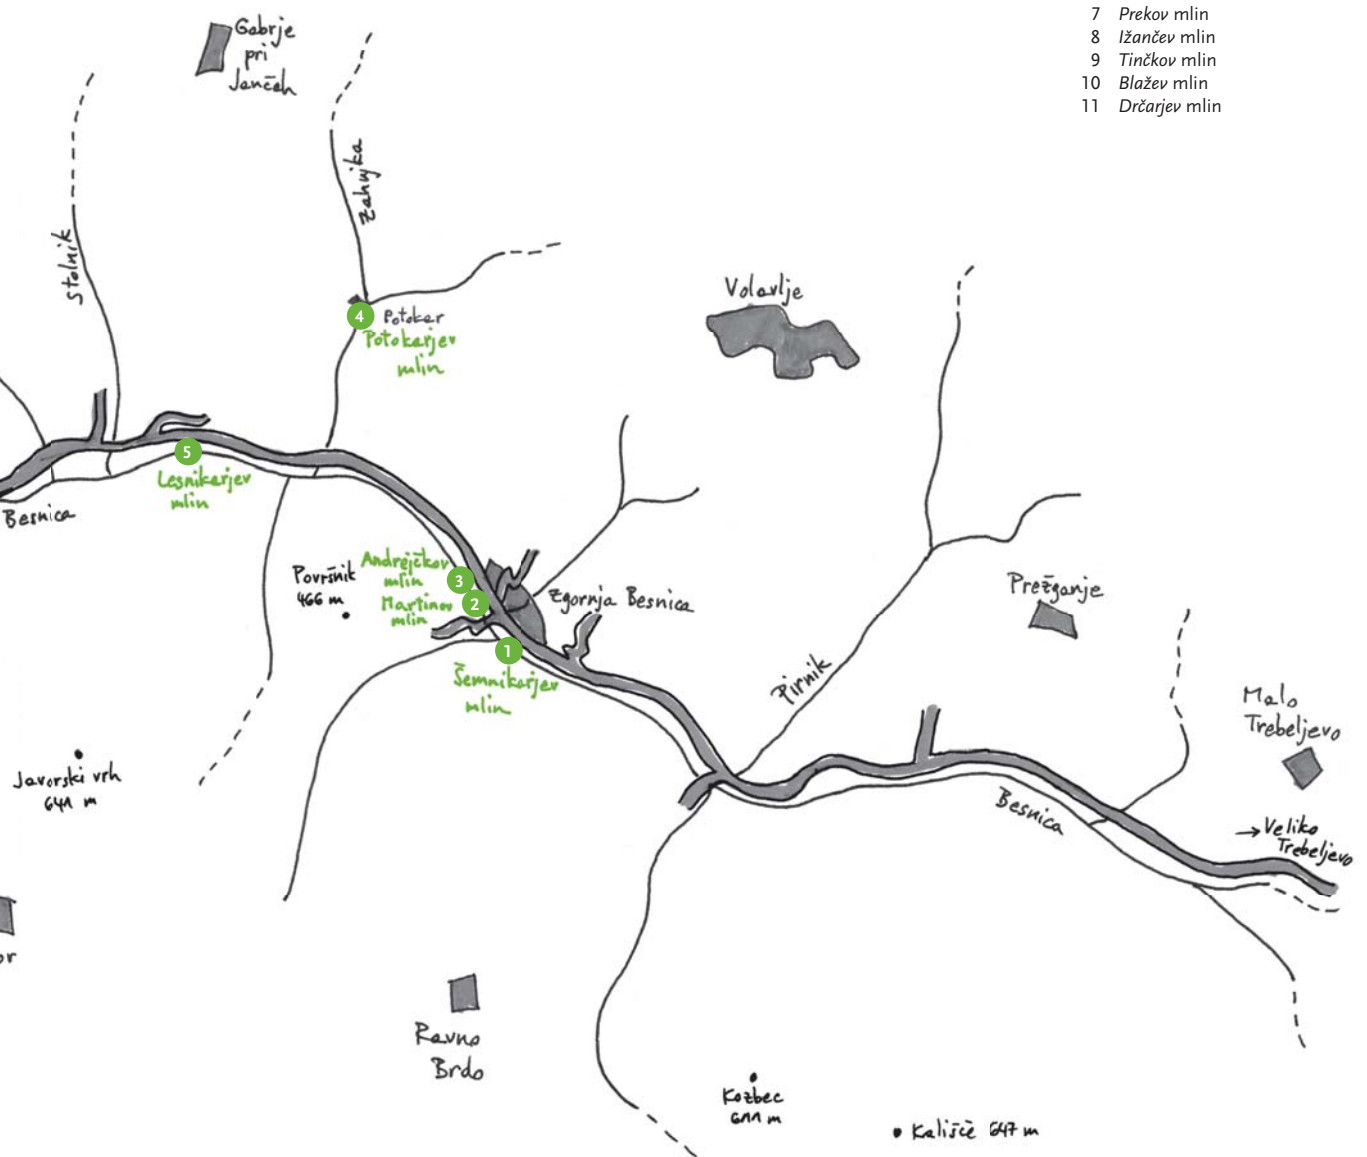 7 Prekov mlin
8 Ižančev mlin
9 Tinčkov mlin
10 Blažev mlin
11 Drčarjev mlin
Gabrje
pri
Jančah
Zahujka
Stolnik
Volavlje
4
Potokar
Potokarjev
mlin
5
Lesnikarjev
mlin
Besnica
Površnik
466 m
Andrejčkov
mlin
3
Martinov
mlin
2
Zgornja Besnica
1
Šemnikarjev
mlin
Prežganje
Pirnik
Malo
Trebeljevo
Javorski vrh
641 m
Besnica
→ Veliko
Trebeljevo
or
Ravno
Brdo
Kozbec
611 m
Kališče 647 m